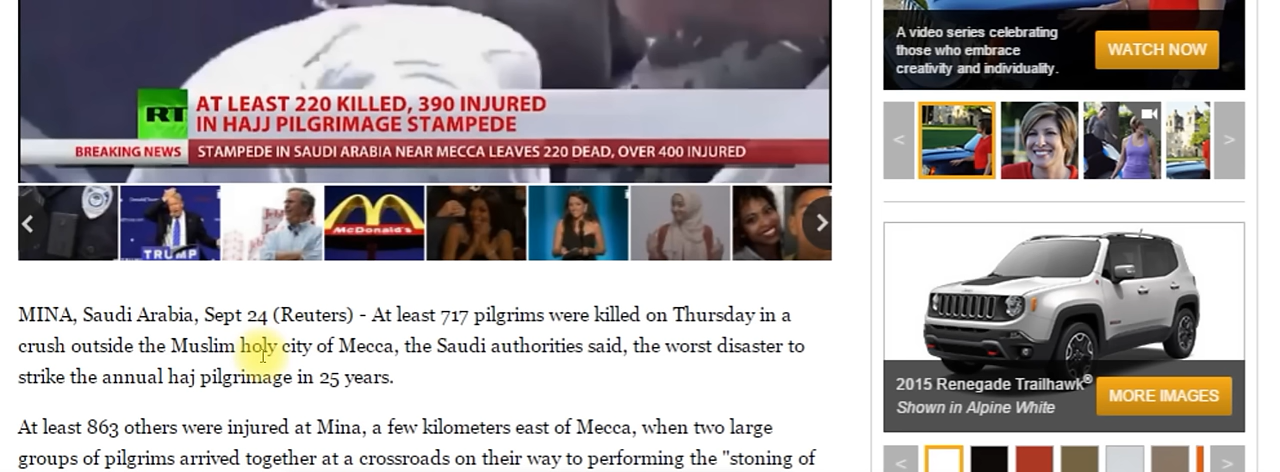 A video series celebrating
those who embrace
creativity and individuality.
WATCH NOW
RT
AT LEAST 220 KILLED, 390 INJURED
IN HAJJ PILGRIMAGE STAMPEDE
BREAKING NEWS
STAMPEDE IN SAUDI ARABIA NEAR MECCA LEAVES 220 DEAD, OVER 400 INJURED
TRUMP
McDonald's
MINA, Saudi Arabia, Sept 24 (Reuters) - At least 717 pilgrims were killed on Thursday in a
crush outside the Muslim holy city of Mecca, the Saudi authorities said, the worst disaster to
strike the annual haj pilgrimage in 25 years.
At least 863 others were injured at Mina, a few kilometers east of Mecca, when two large
groups of pilgrims arrived together at a crossroads on their way to performing the "stoning of
2015 Renegade Trailhawk®
Shown in Alpine White
MORE IMAGES